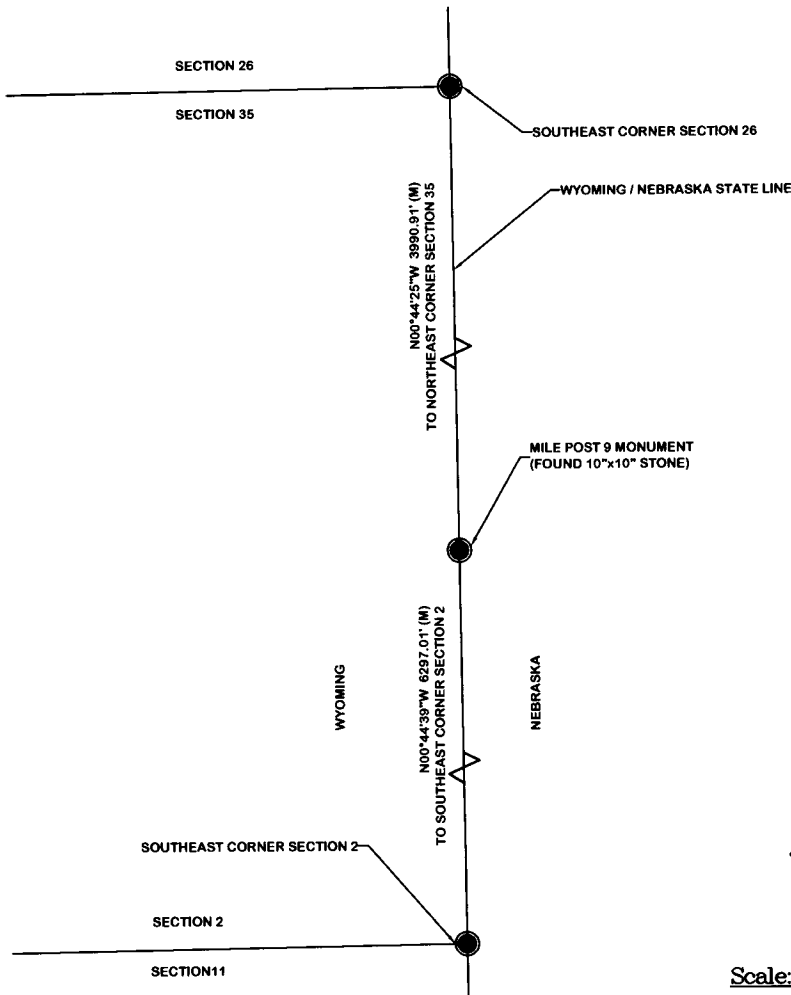 SECTION 26
SECTION 35
SOUTHEAST CORNER SECTION 26
WYOMING / NEBRASKA STATE LINE
N00°44'25"W 3990.91' (M)
TO NORTHEAST CORNER SECTION 35
MILE POST 9 MONUMENT
(FOUND 10"x10" STONE)
WYOMING
N00°44'39"W 6297.01' (M)
TO SOUTHEAST CORNER SECTION 2
NEBRASKA
SOUTHEAST CORNER SECTION 2
SECTION 2
SECTION11
Scale: